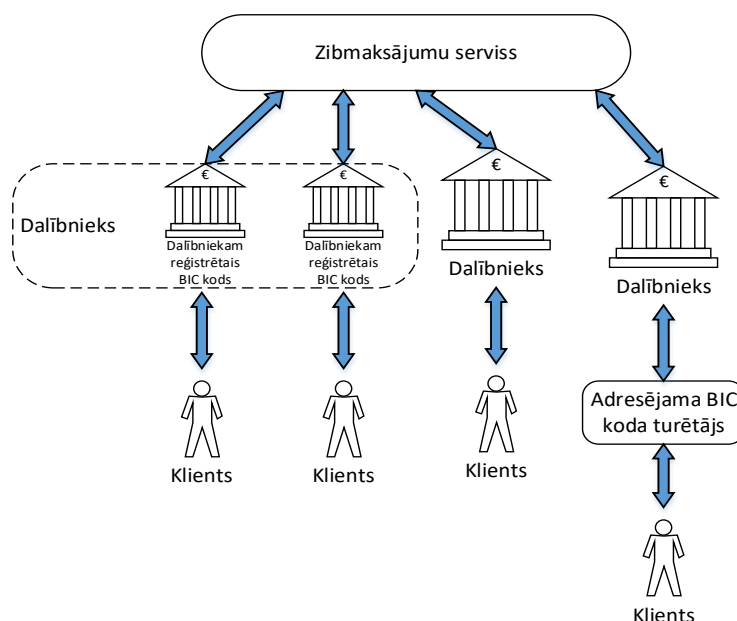 Zibmaksājumu serviss
€
€
€
€
Dalībnieks
Dalībniekam
reģistrētais
BIC kods
Dalībniekam
reģistrētais
BIC kods
Dalībnieks
Dalībnieks
Adresējama BIC
koda turētājs
Klients
Klients
Klients
Klients